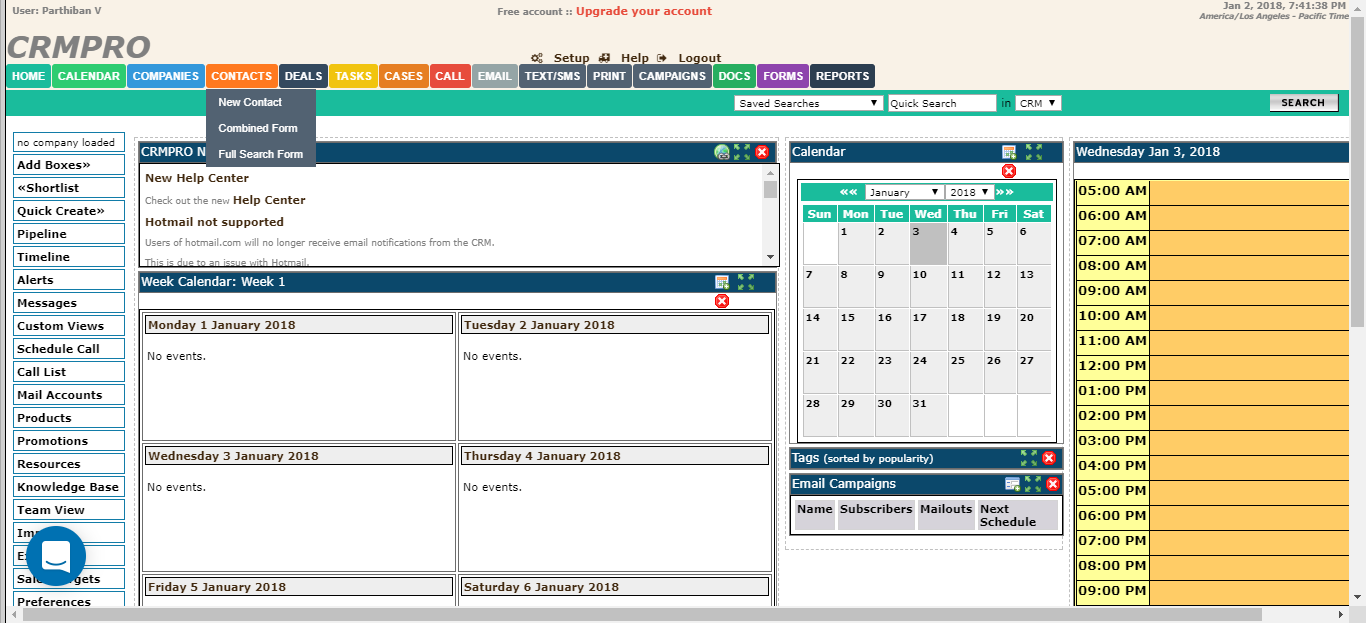 User: Parthiban V
Free account :: Upgrade your account
Jan 2, 2018, 7:41:38 PM
America/Los Angeles - Pacific Time
CRMPRO
Setup Help Logout
HOME CALENDAR COMPANIES CONTACTS DEALS TASKS CASES CALL EMAIL TEXT/SMS PRINT CAMPAIGNS DOCS FORMS REPORTS
New Contact
Combined Form
Full Search Form
Saved Searches Quick Search in CRM SEARCH
no company loaded
Add Boxes»
«Shortlist
Quick Create»
Pipeline
Timeline
Alerts
Messages
Custom Views
Schedule Call
Call List
Mail Accounts
Products
Promotions
Resources
Knowledge Base
Team View
Preferences
CRMPRO N
New Help Center
Check out the new Help Center
Hotmail not supported
Users of hotmail.com will no longer receive email notifications from the CRM.
This is due to an issue with Hotmail.
Week Calendar: Week 1
Monday 1 January 2018
No events.
Tuesday 2 January 2018
No events.
Wednesday 3 January 2018
No events.
Thursday 4 January 2018
No events.
Friday 5 January 2018
Saturday 6 January 2018
Calendar
«« January 2018 »»
Sun Mon Tue Wed Thu Fri Sat
1 2 3 4 5 6
7 8 9 10 11 12 13
14 15 16 17 18 19 20
21 22 23 24 25 26 27
28 29 30 31
Tags (sorted by popularity)
Email Campaigns
Name Subscribers Mailouts Next
Schedule
Wednesday Jan 3, 2018
05:00 AM
06:00 AM
07:00 AM
08:00 AM
09:00 AM
10:00 AM
11:00 AM
12:00 PM
01:00 PM
02:00 PM
03:00 PM
04:00 PM
05:00 PM
06:00 PM
07:00 PM
08:00 PM
09:00 PM